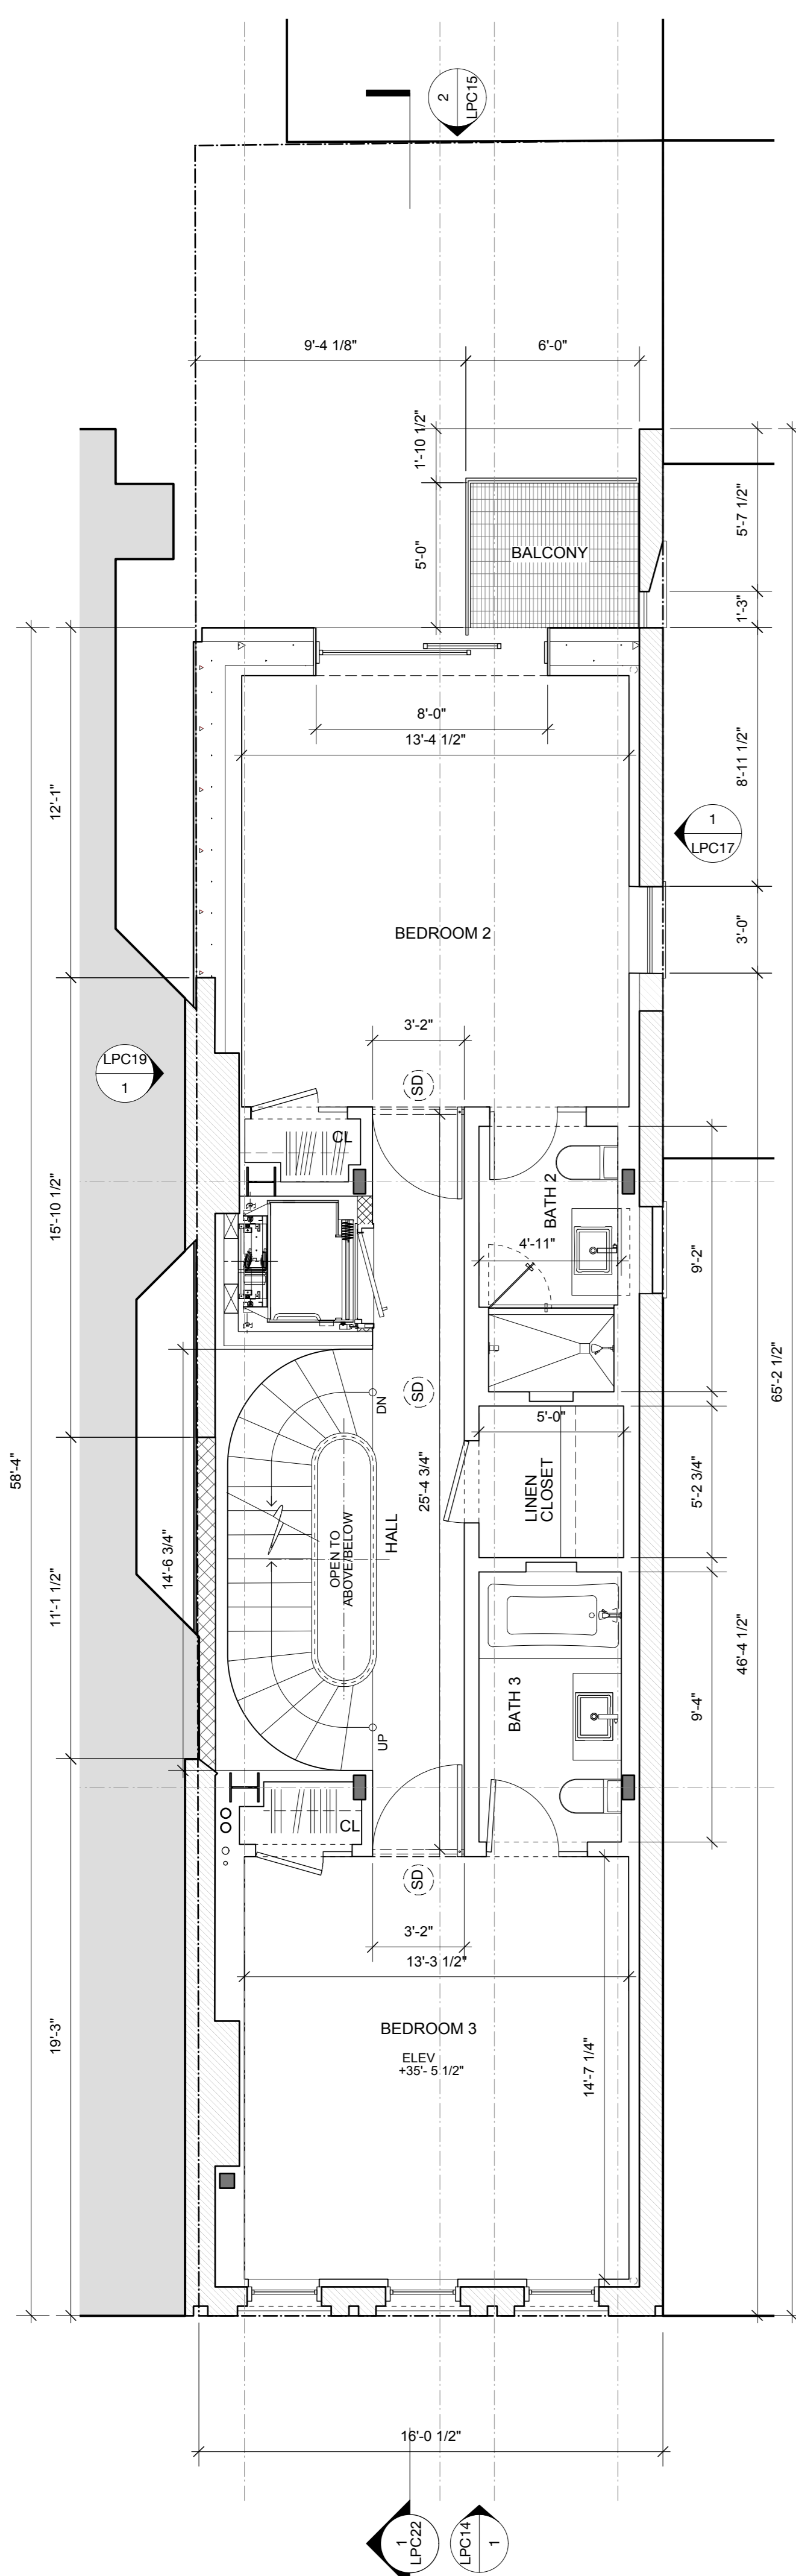 2
LPC15
9'-4 1/8"
6'-0"
1'-10 1/2"
5'-7 1/2"
5'-0"
BALCONY
1'-3"
8'-0"
13'-4 1/2"
8'-11 1/2"
12'-1"
1
LPC17
BEDROOM 2
3'-0"
3'-2"
LPC19
1
SD
CL
BATH 2
15'-10 1/2"
4'-11"
9'-2"
65'-2 1/2"
DN
SD
5'-0"
58'-4"
25'-4 3/4"
LINEN
CLOSET
5'-2 3/4"
14'-6 3/4"
OPEN TO
ABOVE/BELOW
HALL
11'-1 1/2"
46'-4 1/2"
BATH 3
9'-4"
UP
CL
SD
3'-2"
13'-3 1/2"
19'-3"
BEDROOM 3
ELEV
+35'- 5 1/2"
14'-7 1/4"
16'-0 1/2"
1
LPC22
LPC14
1